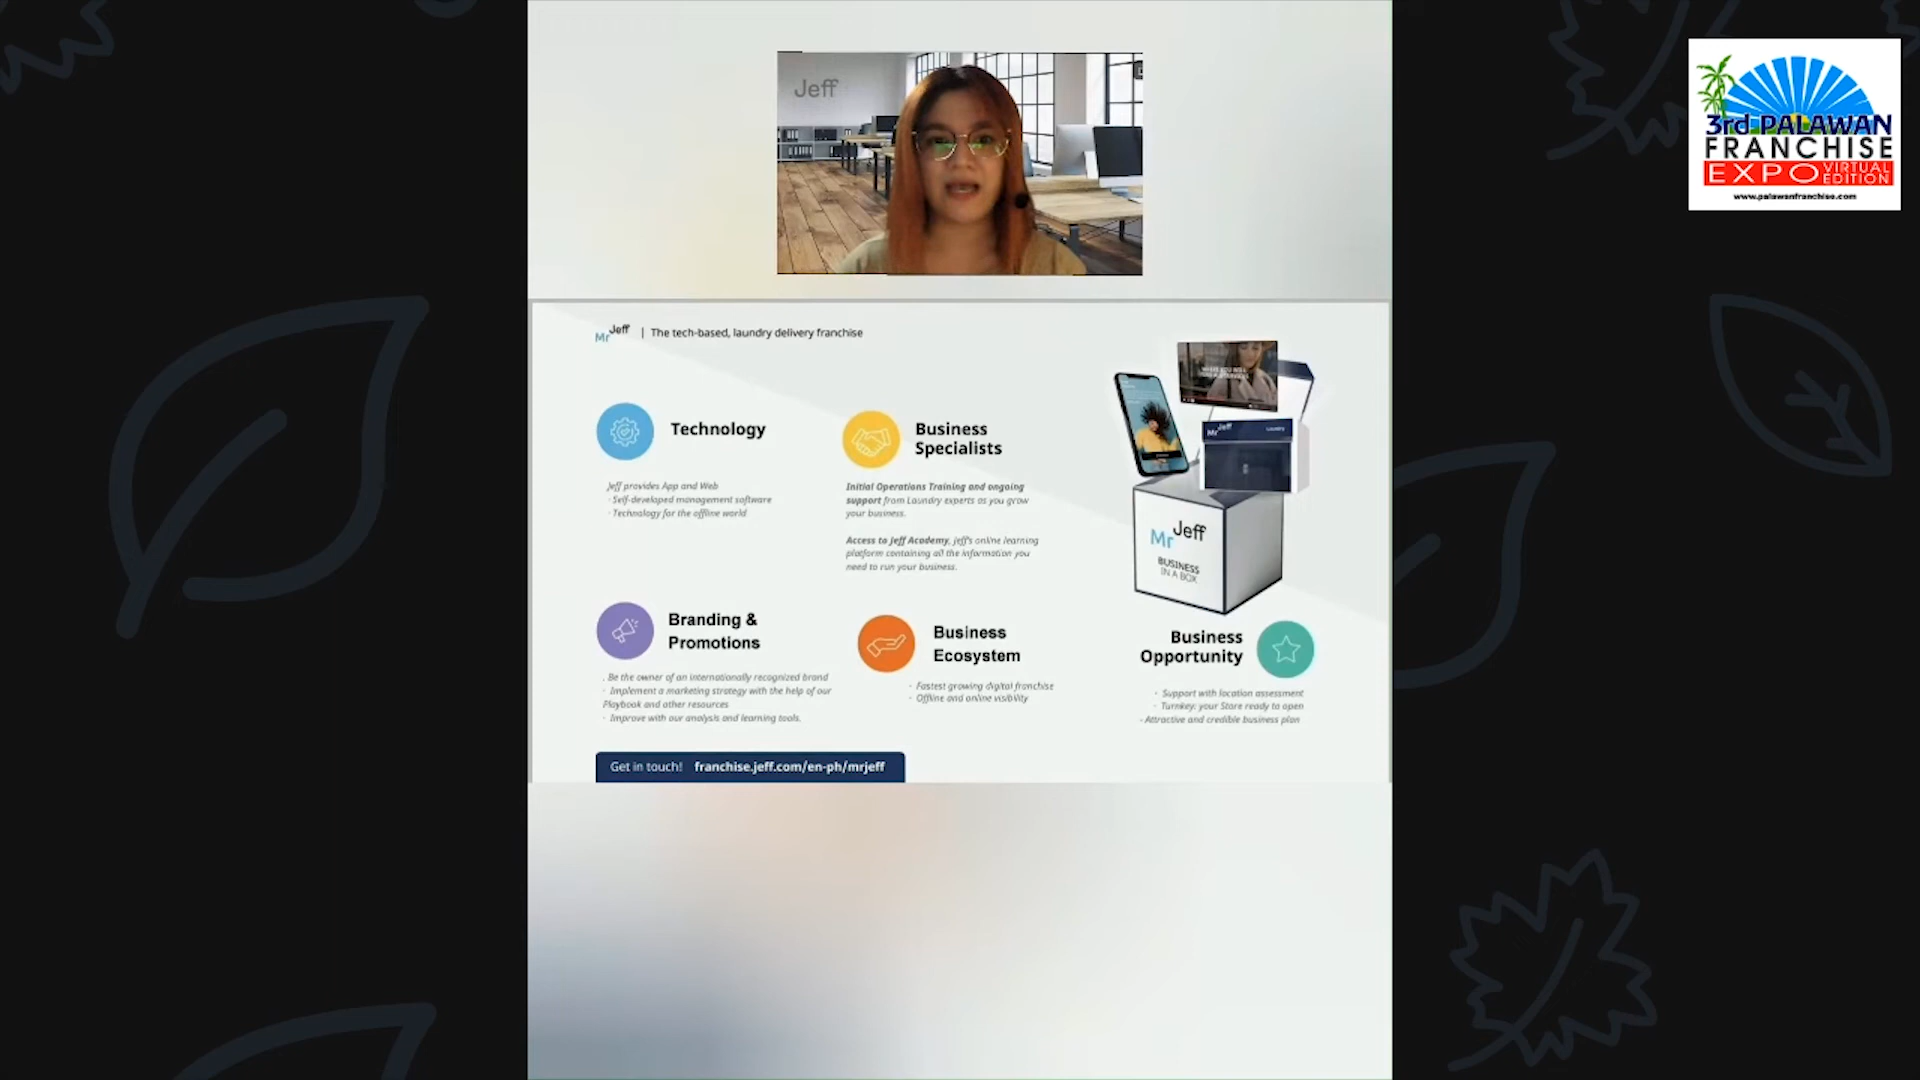 Jeff
3rd PALAWAN
FRANCHISE
EXPO VIRTUAL EDITION
www.palawanfranchise.com
Mr Jeff | The tech-based, laundry delivery franchise
Technology
Jeff provides App and Web
· Self-developed management software
· Technology for the offline world
Business
Specialists
Initial Operations Training and ongoing
support from Laundry experts as you grow
your business.
Access to Jeff Academy, Jeff's online learning
platform containing all the information you
need to run your business.
Mr Jeff
Laundry
Mr Jeff
BUSINESS
IN A BOX
Branding &
Promotions
. Be the owner of an internationally recognized brand
· Implement a marketing strategy with the help of our
Playbook and other resources
· Improve with our analysis and learning tools.
Business
Ecosystem
- Fastest growing digital franchise
- Offline and online visibility
Business
Opportunity
· Support with location assessment
· Turnkey: your Store ready to open
- Attractive and credible business plan
Get in touch! franchise.jeff.com/en-ph/mrjeff